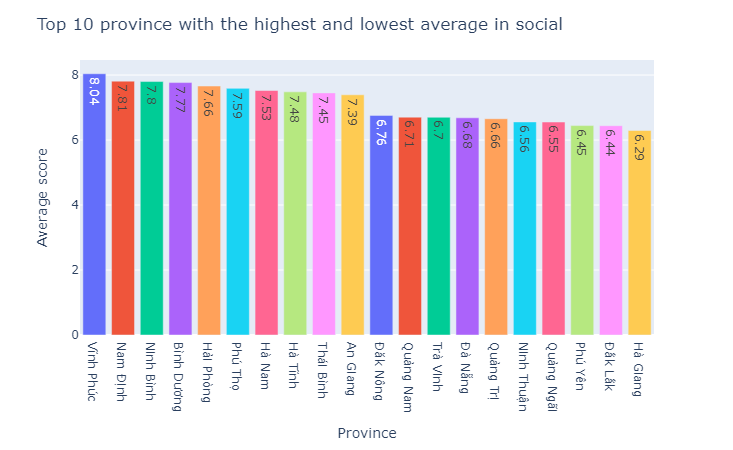 Top 10 province with the highest and lowest average in social
Average score
8
6
4
2
0
8.04
7.81
7.8
7.77
7.66
7.59
7.53
7.48
7.45
7.39
6.76
6.71
6.7
6.68
6.66
6.56
6.55
6.45
6.44
6.29
Vĩnh Phúc
Nam Định
Ninh Bình
Bình Dương
Hải Phòng
Phú Thọ
Hà Nam
Hà Tĩnh
Thái Bình
An Giang
Đăk Nông
Quảng Nam
Trà Vinh
Đà Nẵng
Quảng Trị
Ninh Thuận
Quảng Ngãi
Phú Yên
Đắk Lắk
Hà Giang
Province